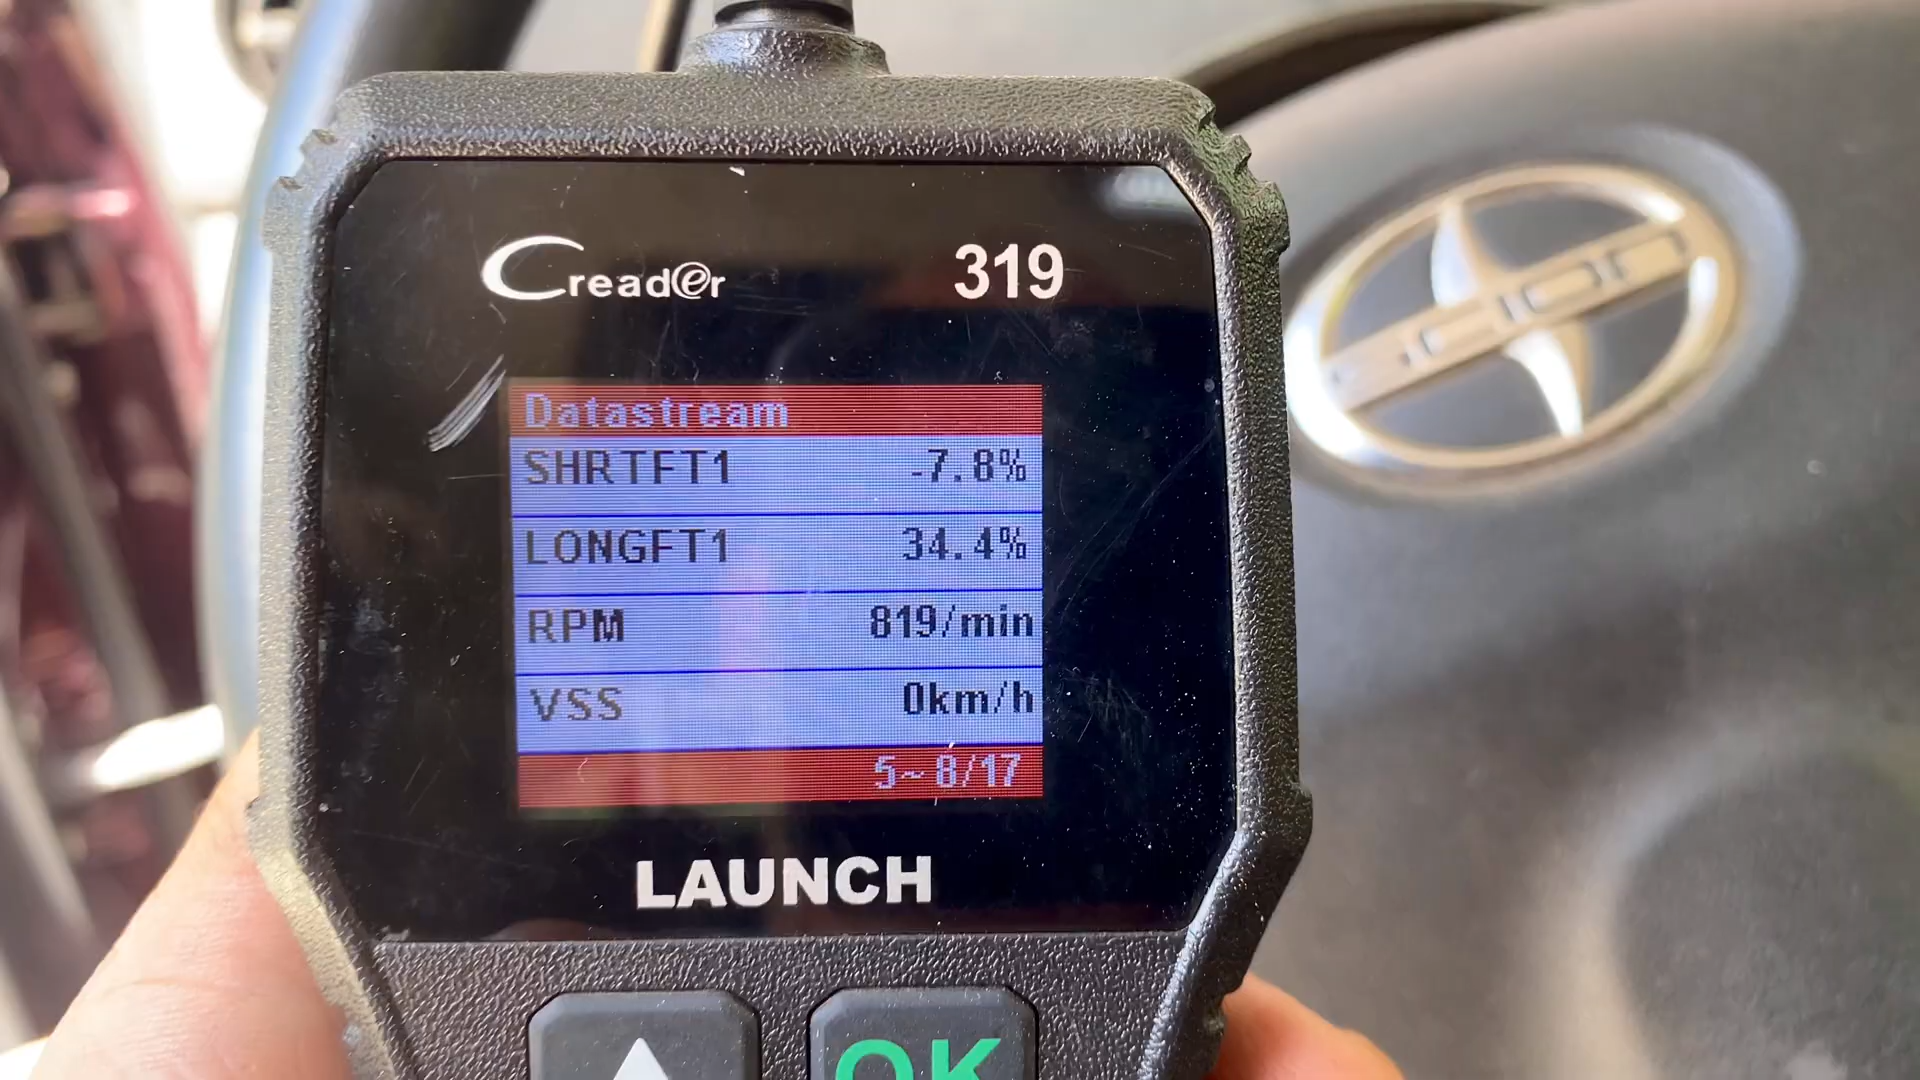 Creader 319
Datastream
SHRTFT1 -7.8%
LONGFT1 34.4%
RPM 819/min
VSS 0km/h
5~ 8/17
LAUNCH
OK
SCION